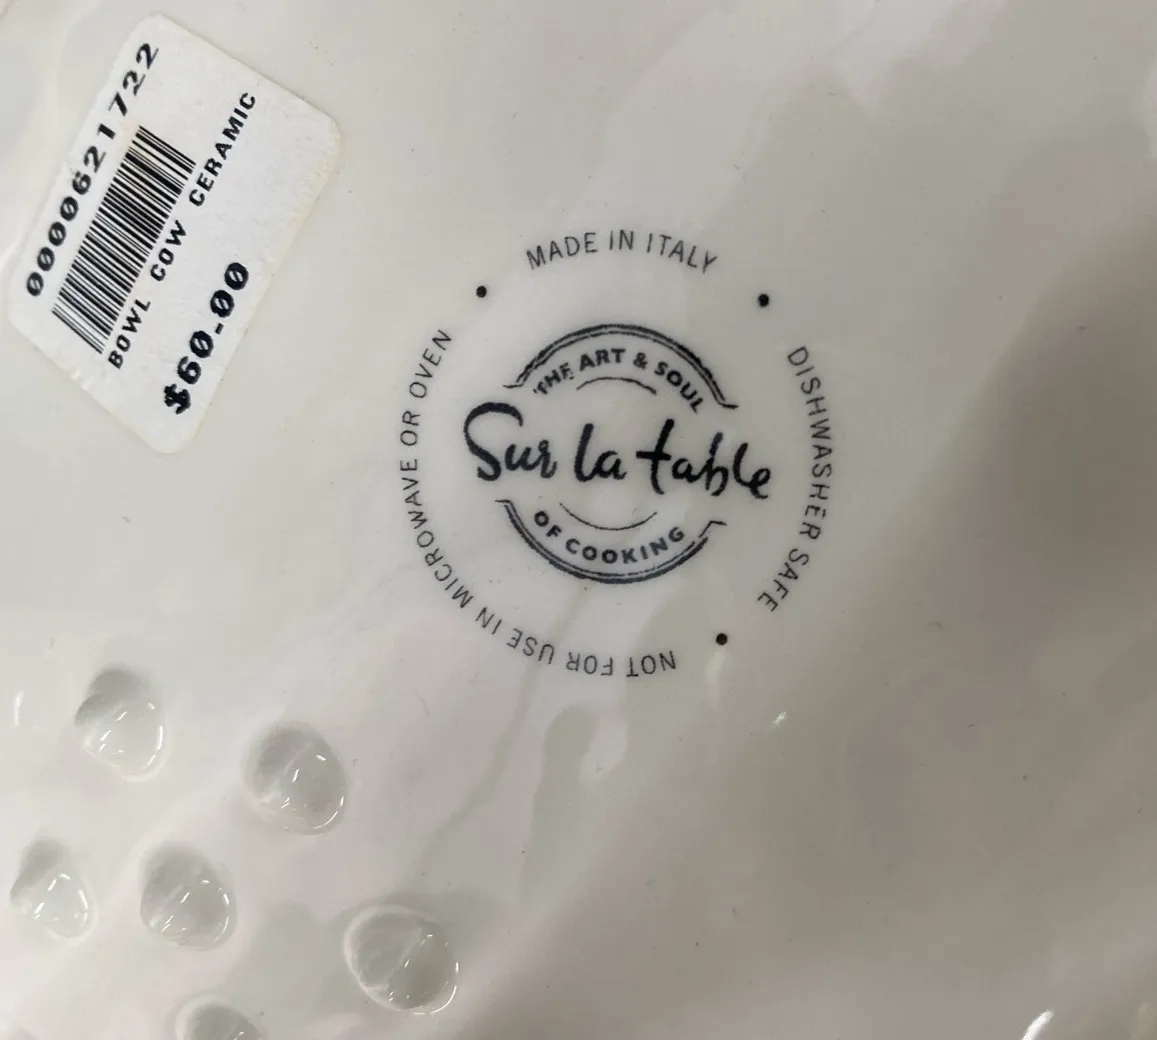 0000621722
BOWL COW CERAMIC
$60.00
MADE IN ITALY
DISHWASHER SAFE
NOT FOR USE IN MICROWAVE OR OVEN
THE ART & SOUL
Sur la table
OF COOKING